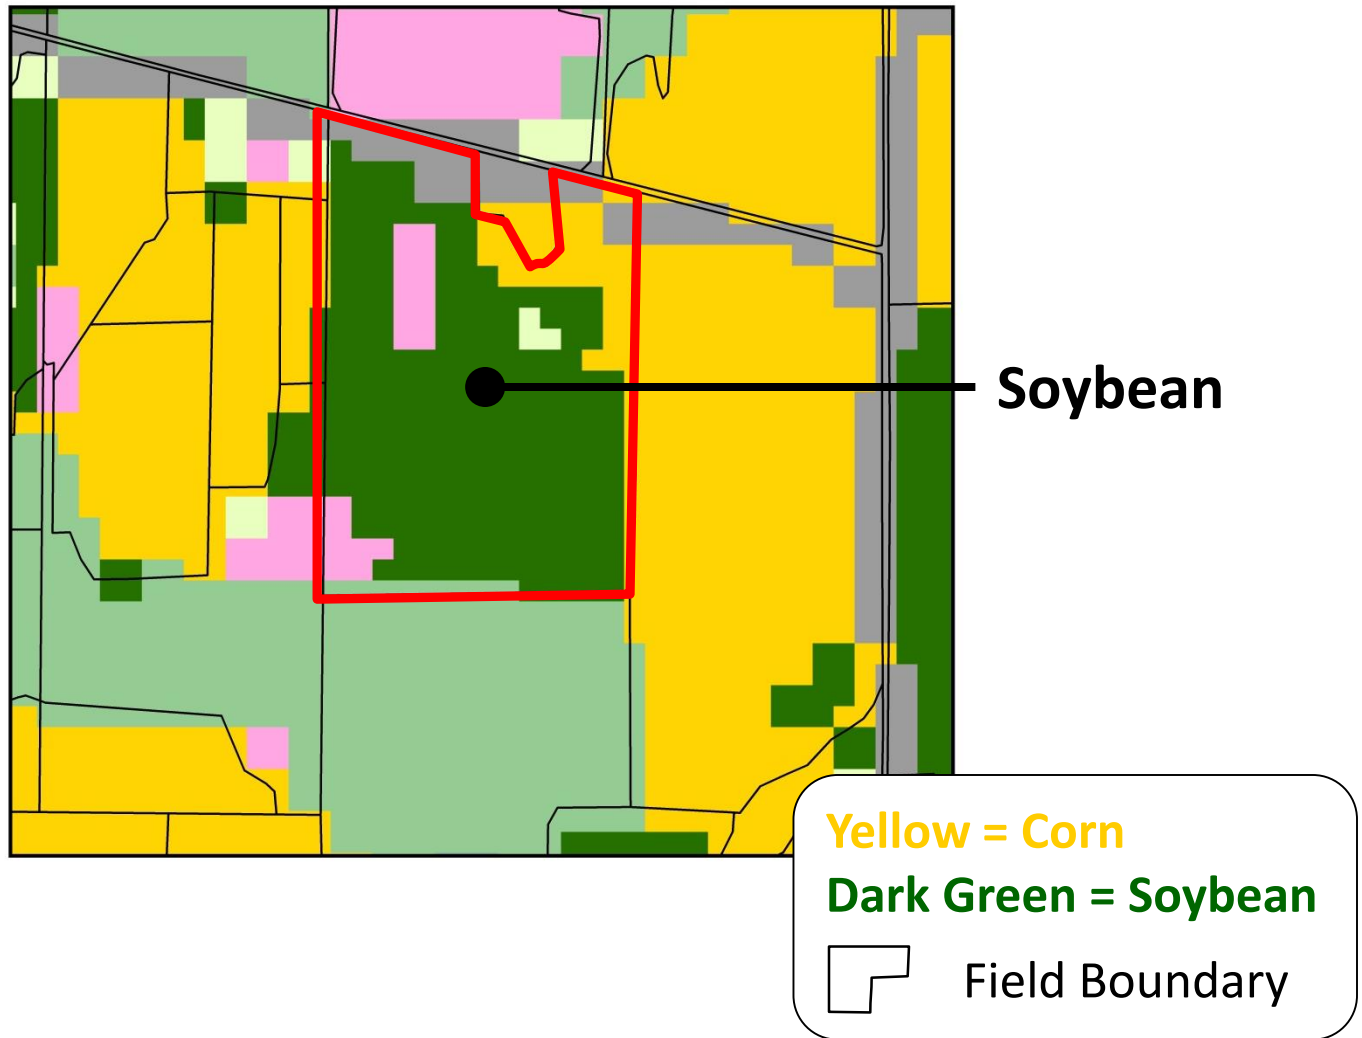 Soybean
Yellow = Corn
Dark Green = Soybean
Field Boundary